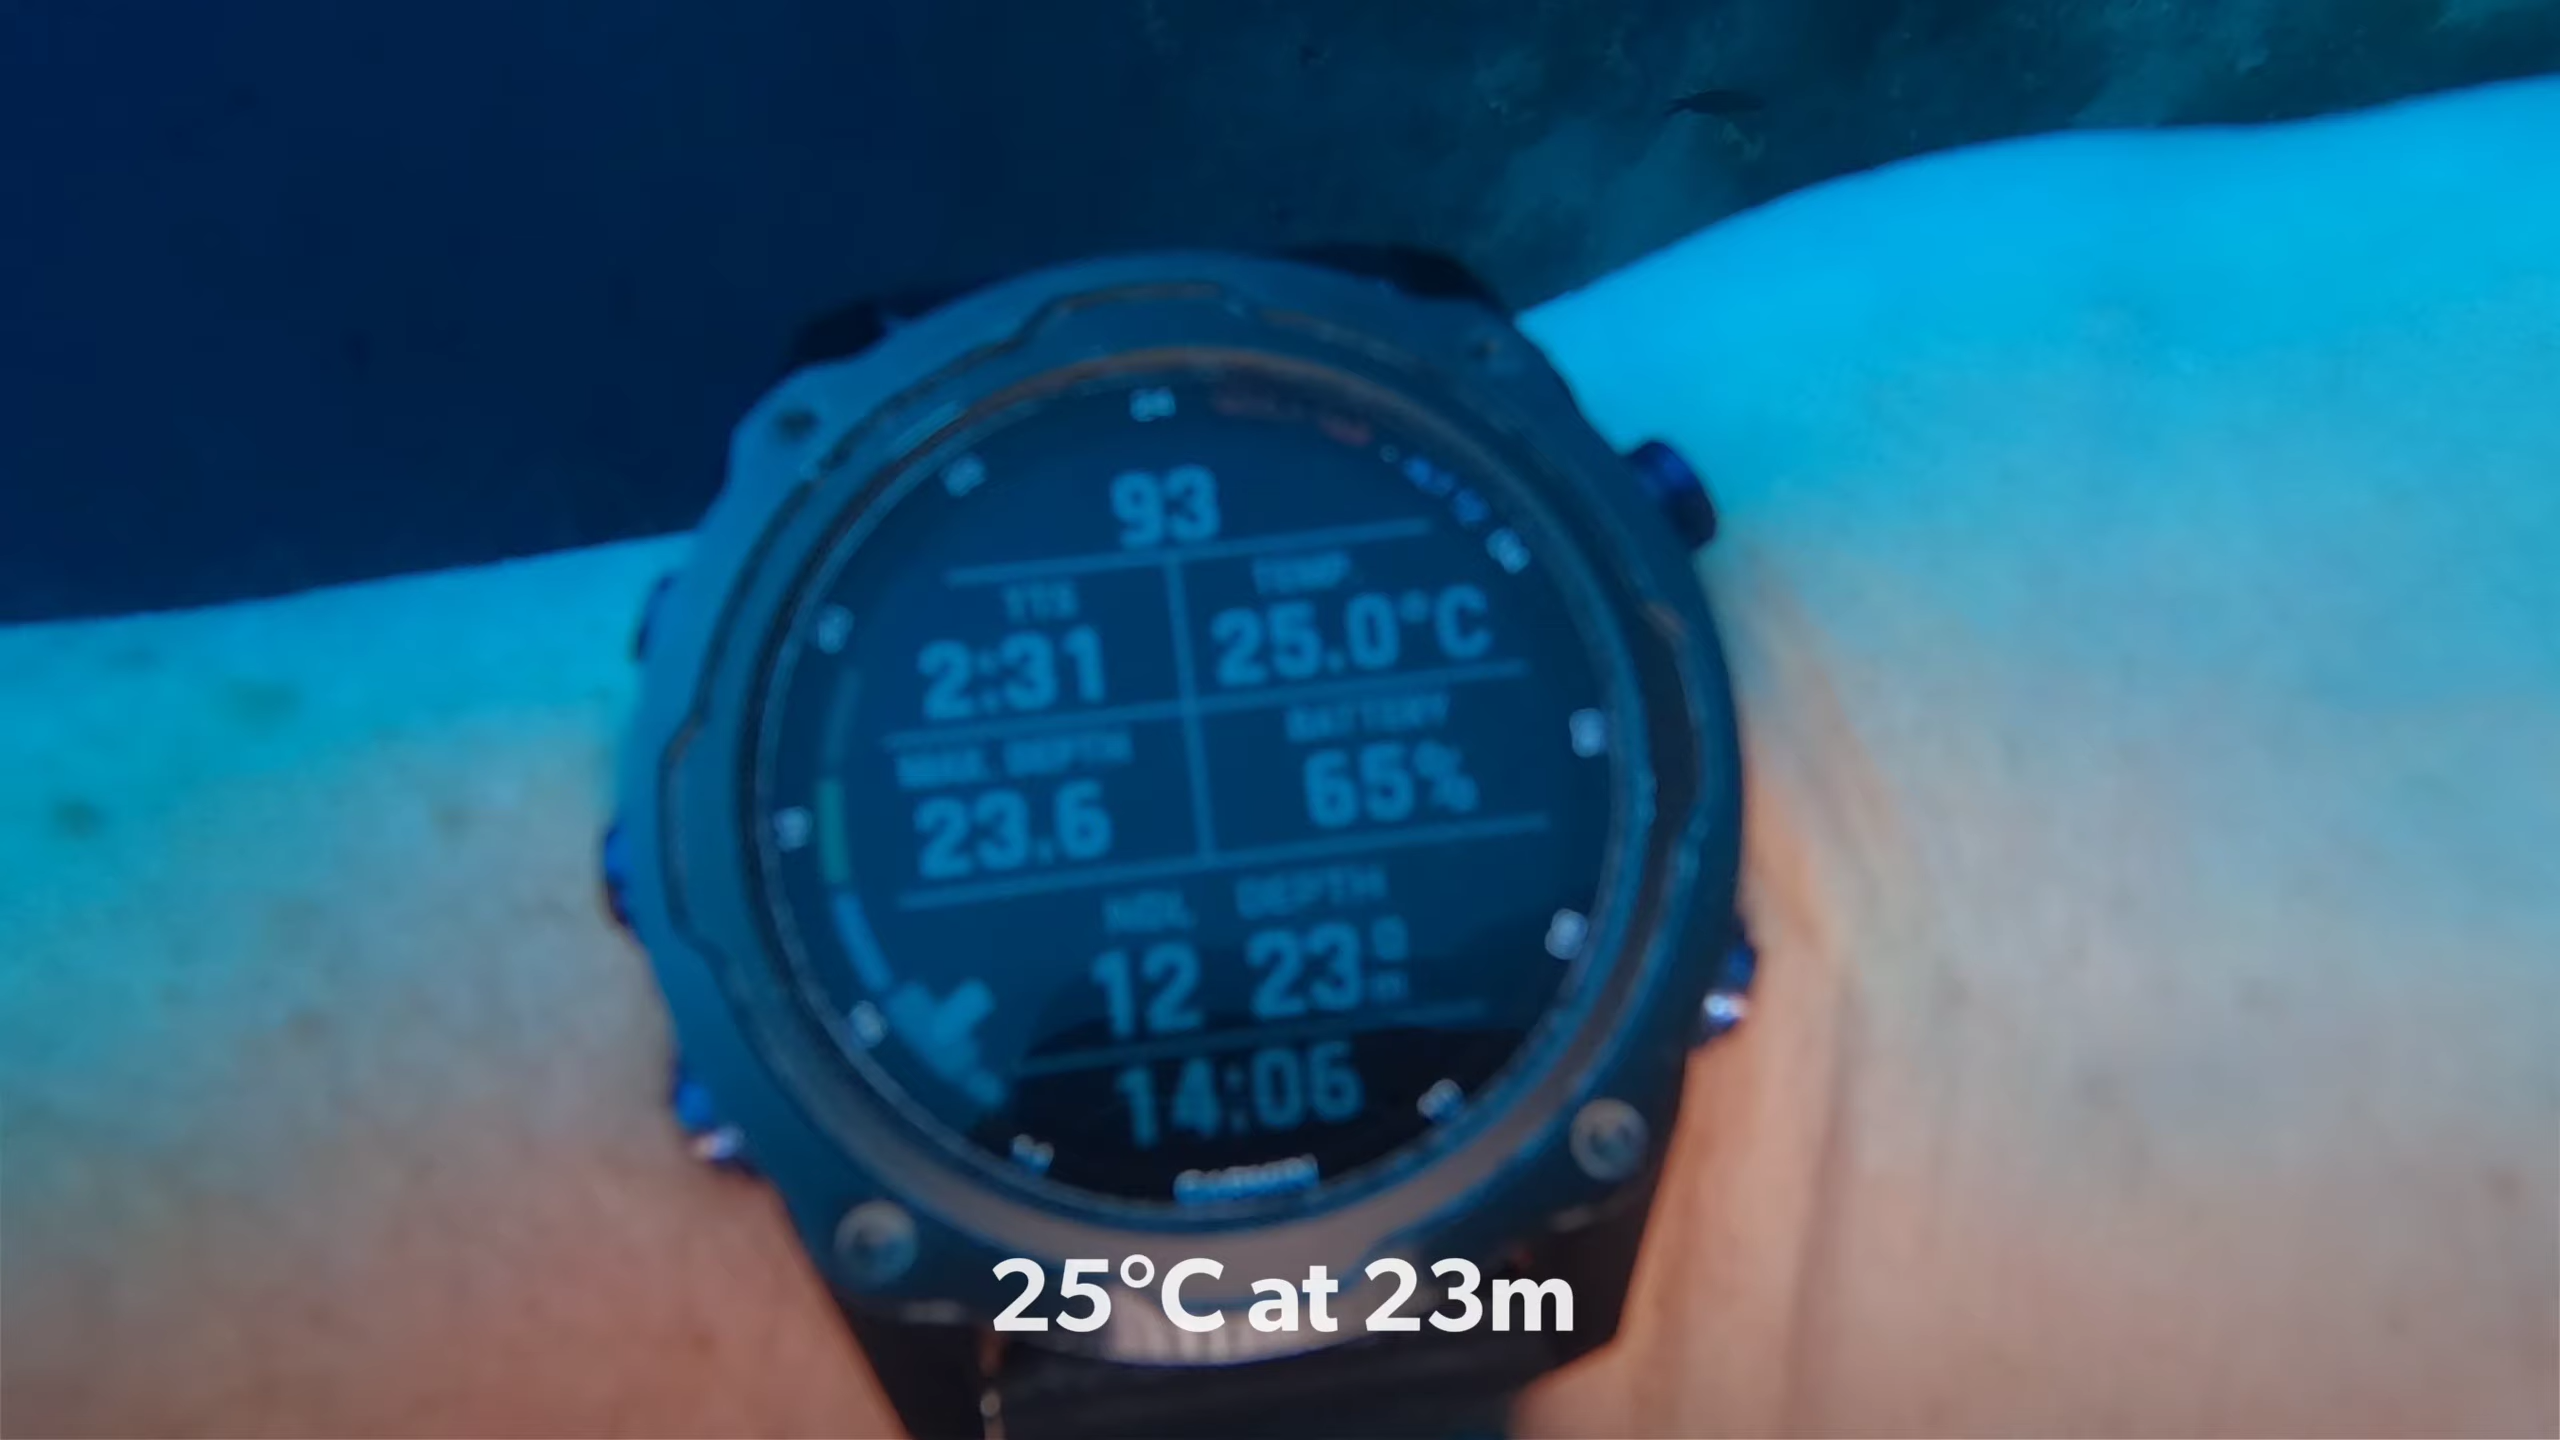 93
TTS TEMP
2:31 25.0°C
MAX. DEPTH BATTERY
23.6 65%
NDL DEPTH
12 23
14:06
GARMIN
25°C at 23m